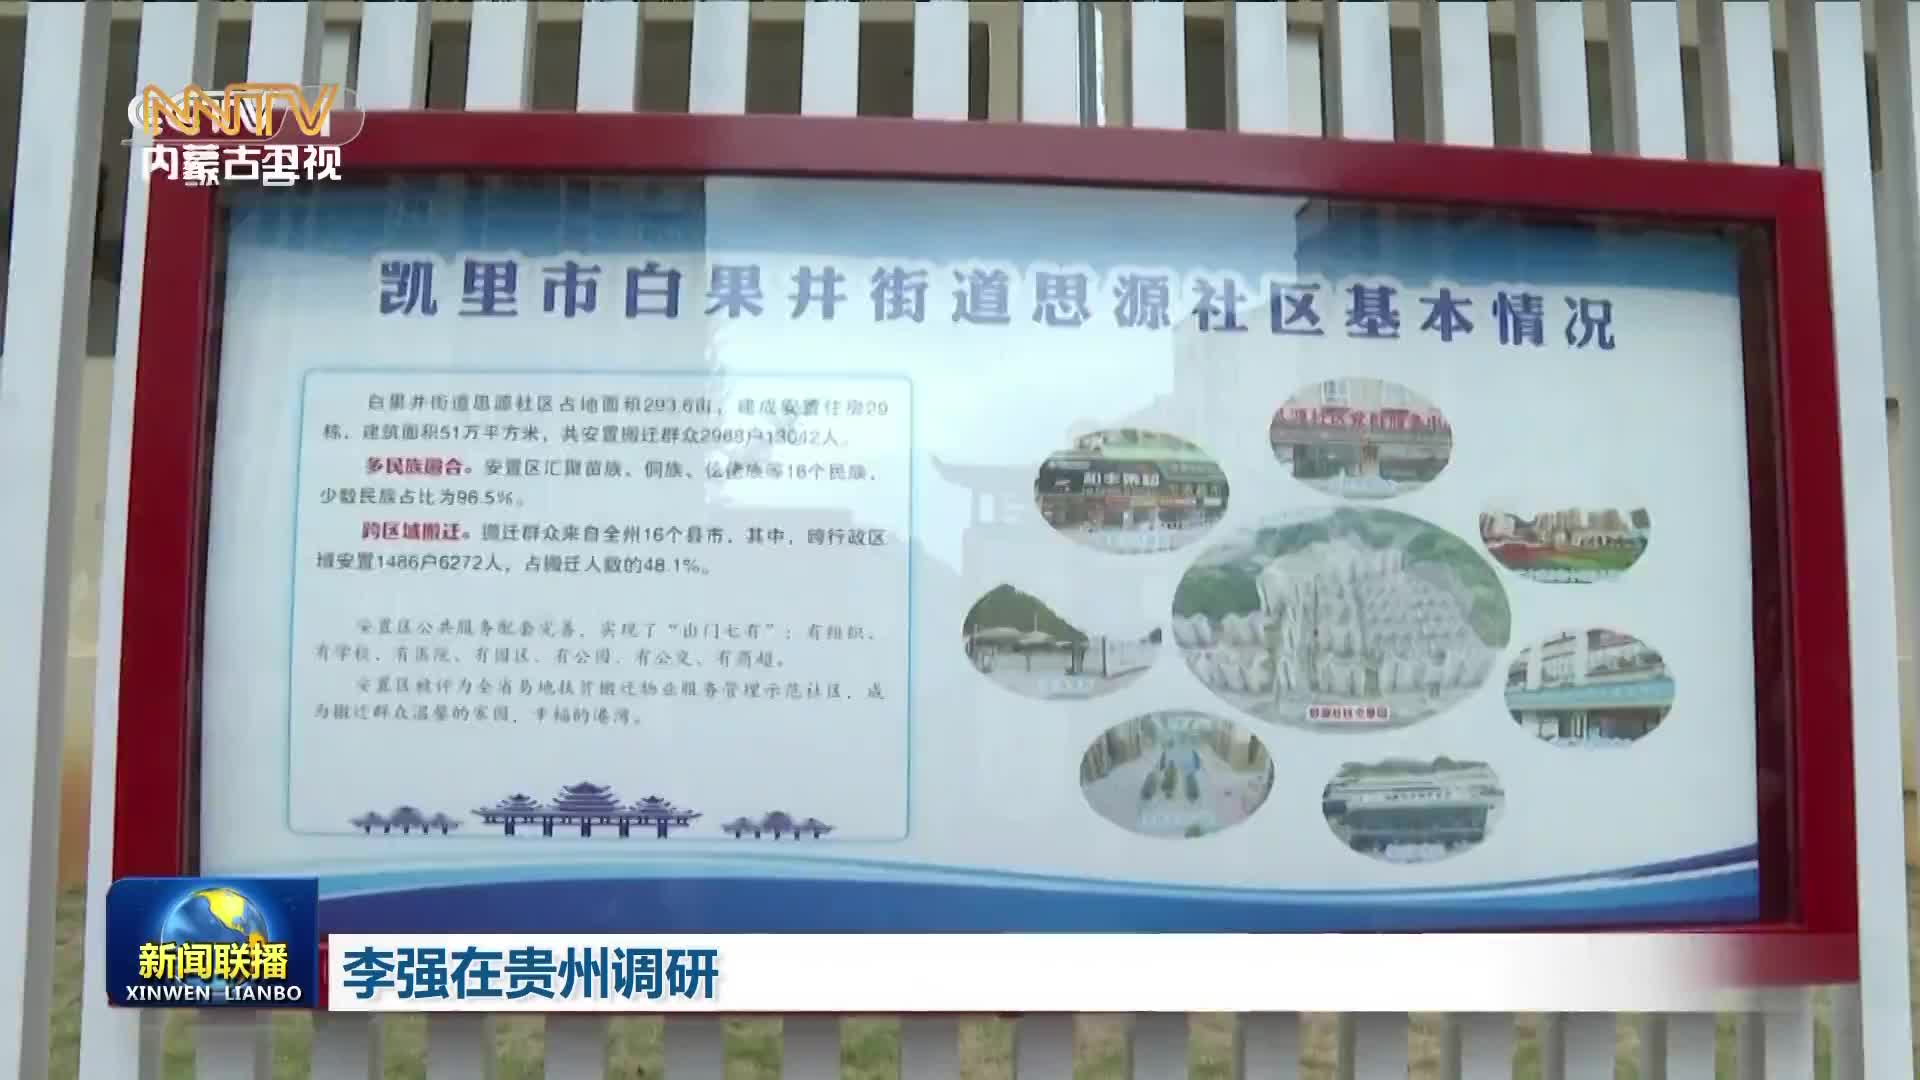 内蒙古电视
凯里市白果井街道思源社区基本情况
白果井街道思源社区占地面积293.6亩，建成安置住房29
栋，建筑面积51万平方米，共安置搬迁群众2968户13042人。
多民族融合。安置区汇聚苗族、侗族、仫佬族等16个民族，
少数民族占比为96.5%。
跨区域搬迁。搬迁群众来自全州16个县市，其中，跨行政区
域安置1486户6272人，占搬迁人数的48.1%。
安置区公共服务配套完善，实现了“出门七有”：有组织、
有学校、有医院、有园区、有公园、有公交、有商超。
安置区被评为全省易地扶贫搬迁物业服务管理示范社区，成
为搬迁群众温馨的家园，幸福的港湾。
新闻联播
XINWEN LIANBO
李强在贵州调研